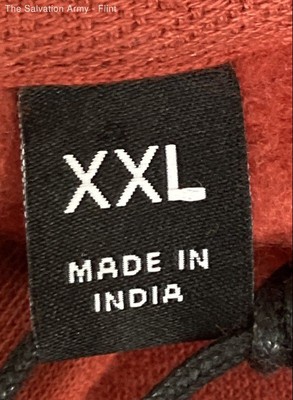 The Salvation Army - Flint
XXL
MADE IN
INDIA